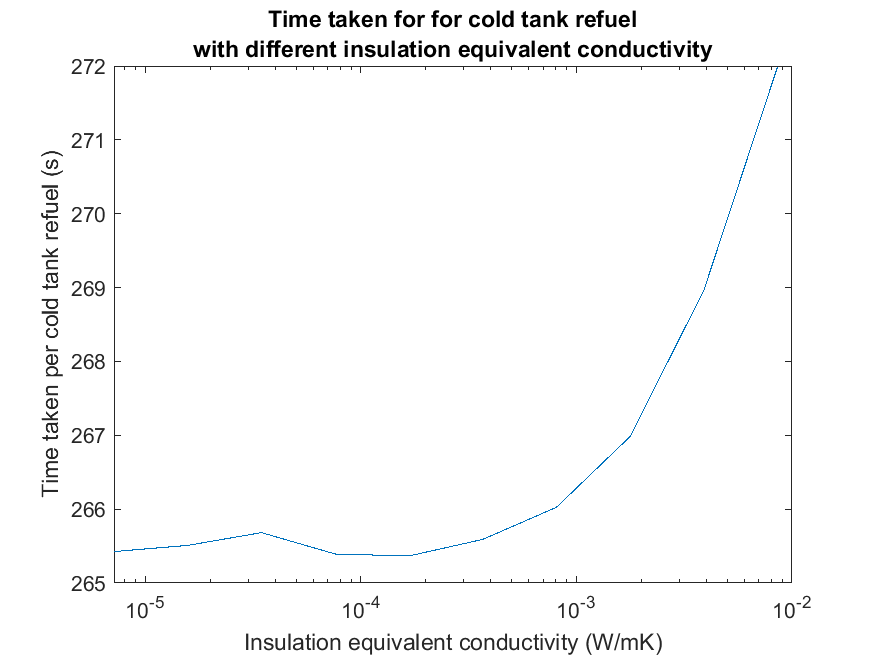 Time taken for for cold tank refuel
with different insulation equivalent conductivity
272
271
270
269
268
267
266
265
Time taken per cold tank refuel (s)
10^-5 10^-4 10^-3 10^-2
Insulation equivalent conductivity (W/mK)